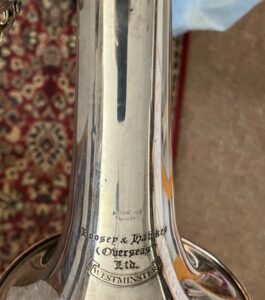 Boosey & Hawkes
(Overseas)
Ltd.
WESTMINSTER